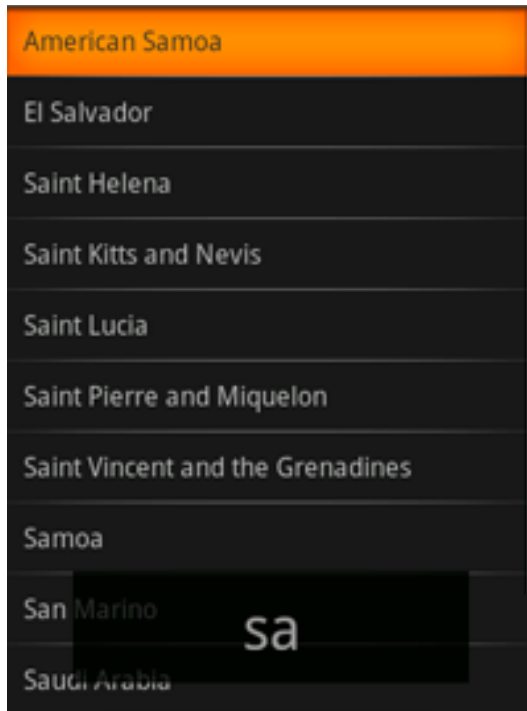 American Samoa
El Salvador
Saint Helena
Saint Kitts and Nevis
Saint Lucia
Saint Pierre and Miquelon
Saint Vincent and the Grenadines
Samoa
San Marino
sa
Saudi Arabia